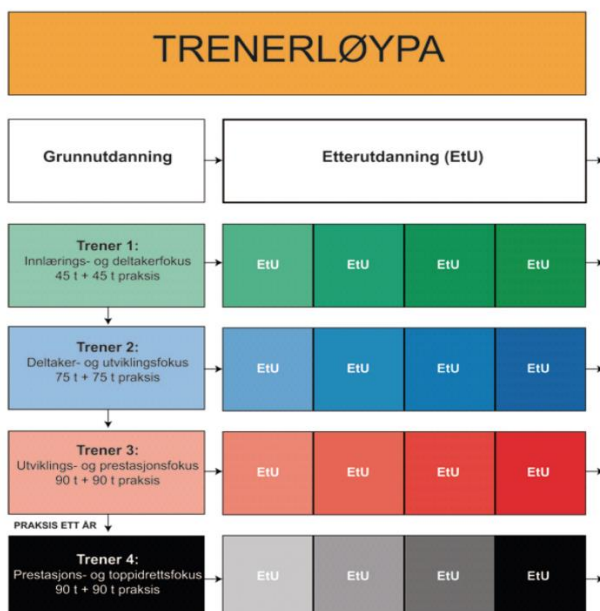 TRENERLØYPA
Grunnutdanning
Etterutdanning (EtU)
Trener 1:
Innlærings- og deltakerfokus
45 t + 45 t praksis
EtU
EtU
EtU
EtU
Trener 2:
Deltaker- og utviklingsfokus
75 t + 75 t praksis
EtU
EtU
EtU
EtU
Trener 3:
Utviklings- og prestasjonsfokus
90 t + 90 t praksis
EtU
EtU
EtU
EtU
PRAKSIS ETT ÅR
Trener 4:
Prestasjons- og toppidrettsfokus
90 t + 90 t praksis
EtU
EtU
EtU
EtU